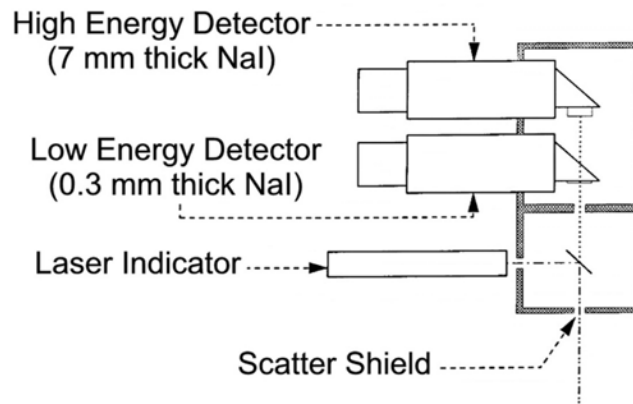 High Energy Detector
(7 mm thick NaI)
Low Energy Detector
(0.3 mm thick NaI)
Laser Indicator
Scatter Shield